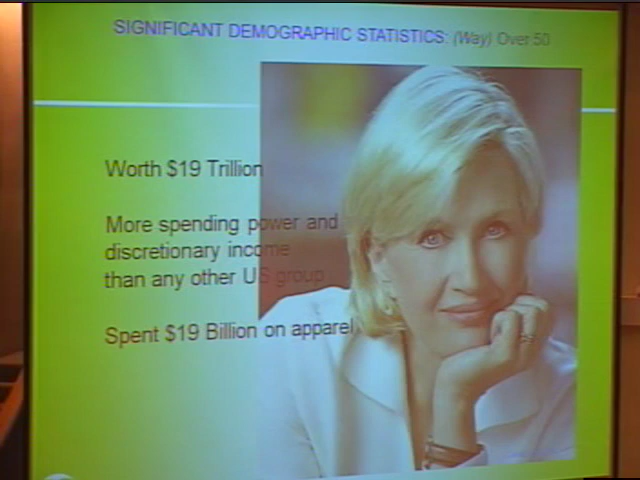 SIGNIFICANT DEMOGRAPHIC STATISTICS: (Way) Over 50
Worth $19 Trillion
More spending power and
discretionary income
than any other US group
Spent $19 Billion on apparel